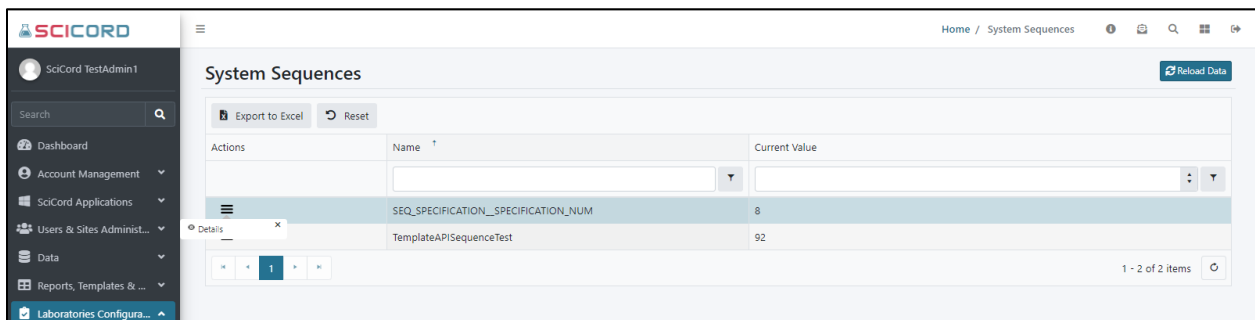 SCICORD
Home / System Sequences
SciCord TestAdmin1
System Sequences
Reload Data
Search
Export to Excel Reset
Dashboard
Actions Name ↑ Current Value
Account Management
SciCord Applications
SEQ_SPECIFICATION__SPECIFICATION_NUM 8
Users & Sites Administ...
Details ×
TemplateAPISequenceTest 92
Data
1 1 - 2 of 2 items
Reports, Templates & ...
Laboratories Configura...